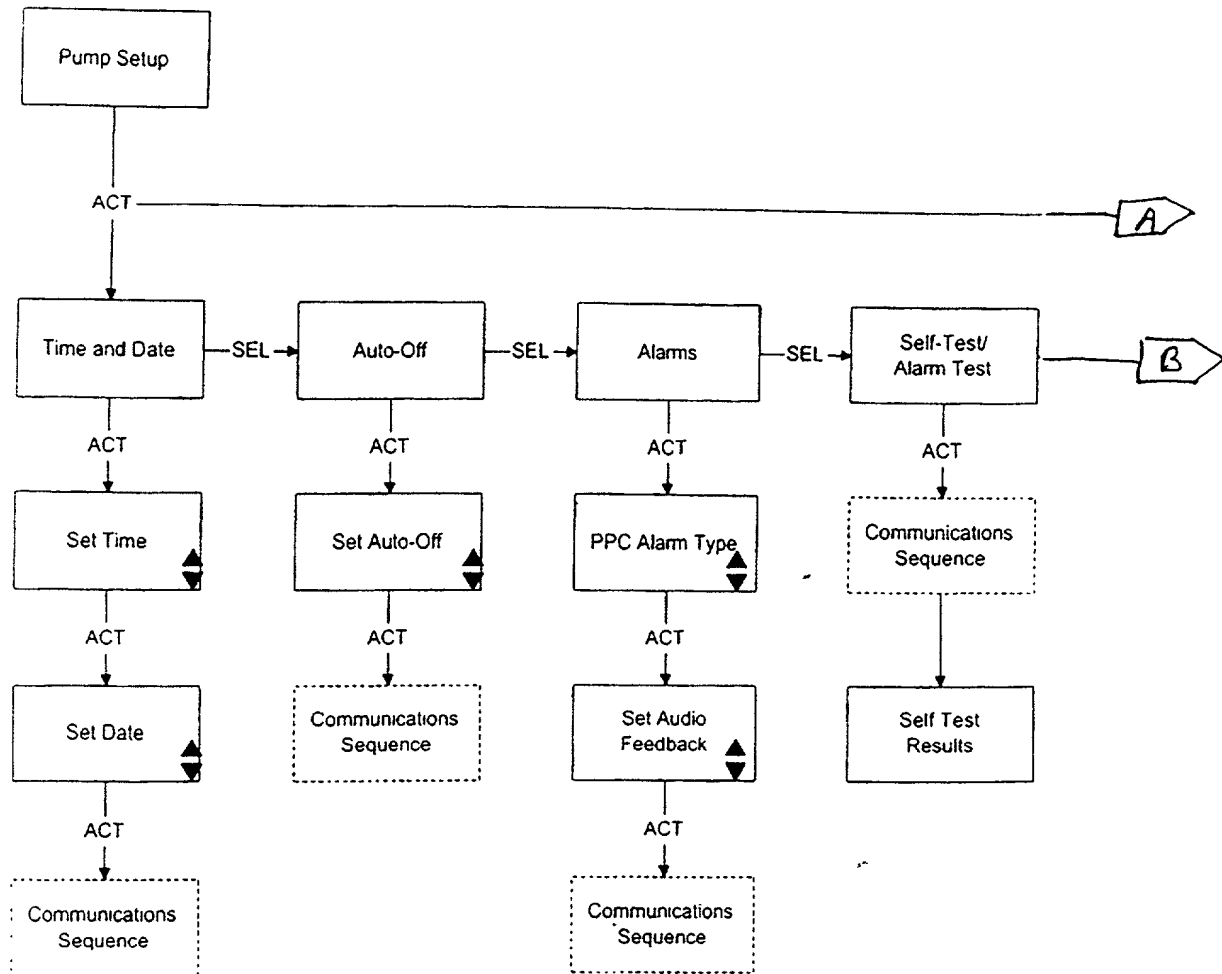 Pump Setup
ACT
A
Time and Date
SEL
Auto-Off
SEL
Alarms
SEL
Self-Test/
Alarm Test
B
ACT
ACT
ACT
ACT
Set Time
Set Auto-Off
PPC Alarm Type
Communications
Sequence
ACT
ACT
ACT
Set Date
Communications
Sequence
Set Audio
Feedback
Self Test
Results
ACT
ACT
Communications
Sequence
Communications
Sequence